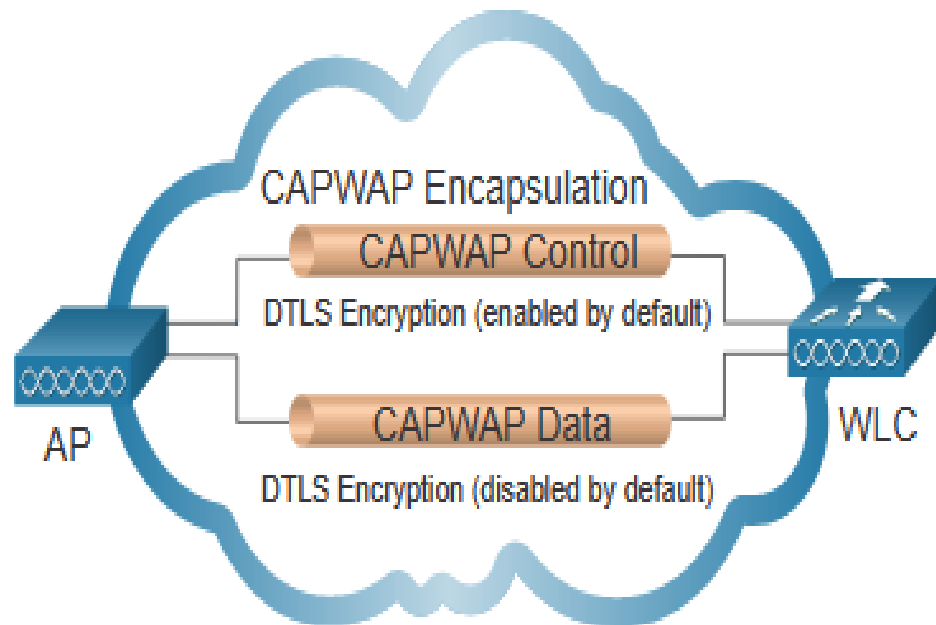 CAPWAP Encapsulation
CAPWAP Control
DTLS Encryption (enabled by default)
AP
CAPWAP Data
WLC
DTLS Encryption (disabled by default)